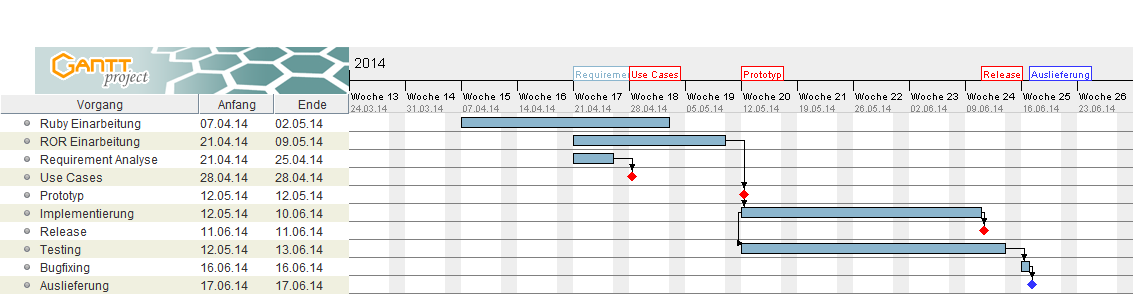 GANTT
project
2014
Requiremen Use Cases Prototyp Release Auslieferung
Vorgang Anfang Ende
Woche 13 Woche 14 Woche 15 Woche 16 Woche 17 Woche 18 Woche 19 Woche 20 Woche 21 Woche 22 Woche 23 Woche 24 Woche 25 Woche 26
24.03.14 31.03.14 07.04.14 14.04.14 21.04.14 28.04.14 05.05.14 12.05.14 19.05.14 26.05.14 02.06.14 09.06.14 16.06.14 23.06.14
Ruby Einarbeitung 07.04.14 02.05.14
ROR Einarbeitung 21.04.14 09.05.14
Requirement Analyse 21.04.14 25.04.14
Use Cases 28.04.14 28.04.14
Prototyp 12.05.14 12.05.14
Implementierung 12.05.14 10.06.14
Release 11.06.14 11.06.14
Testing 12.05.14 13.06.14
Bugfixing 16.06.14 16.06.14
Auslieferung 17.06.14 17.06.14